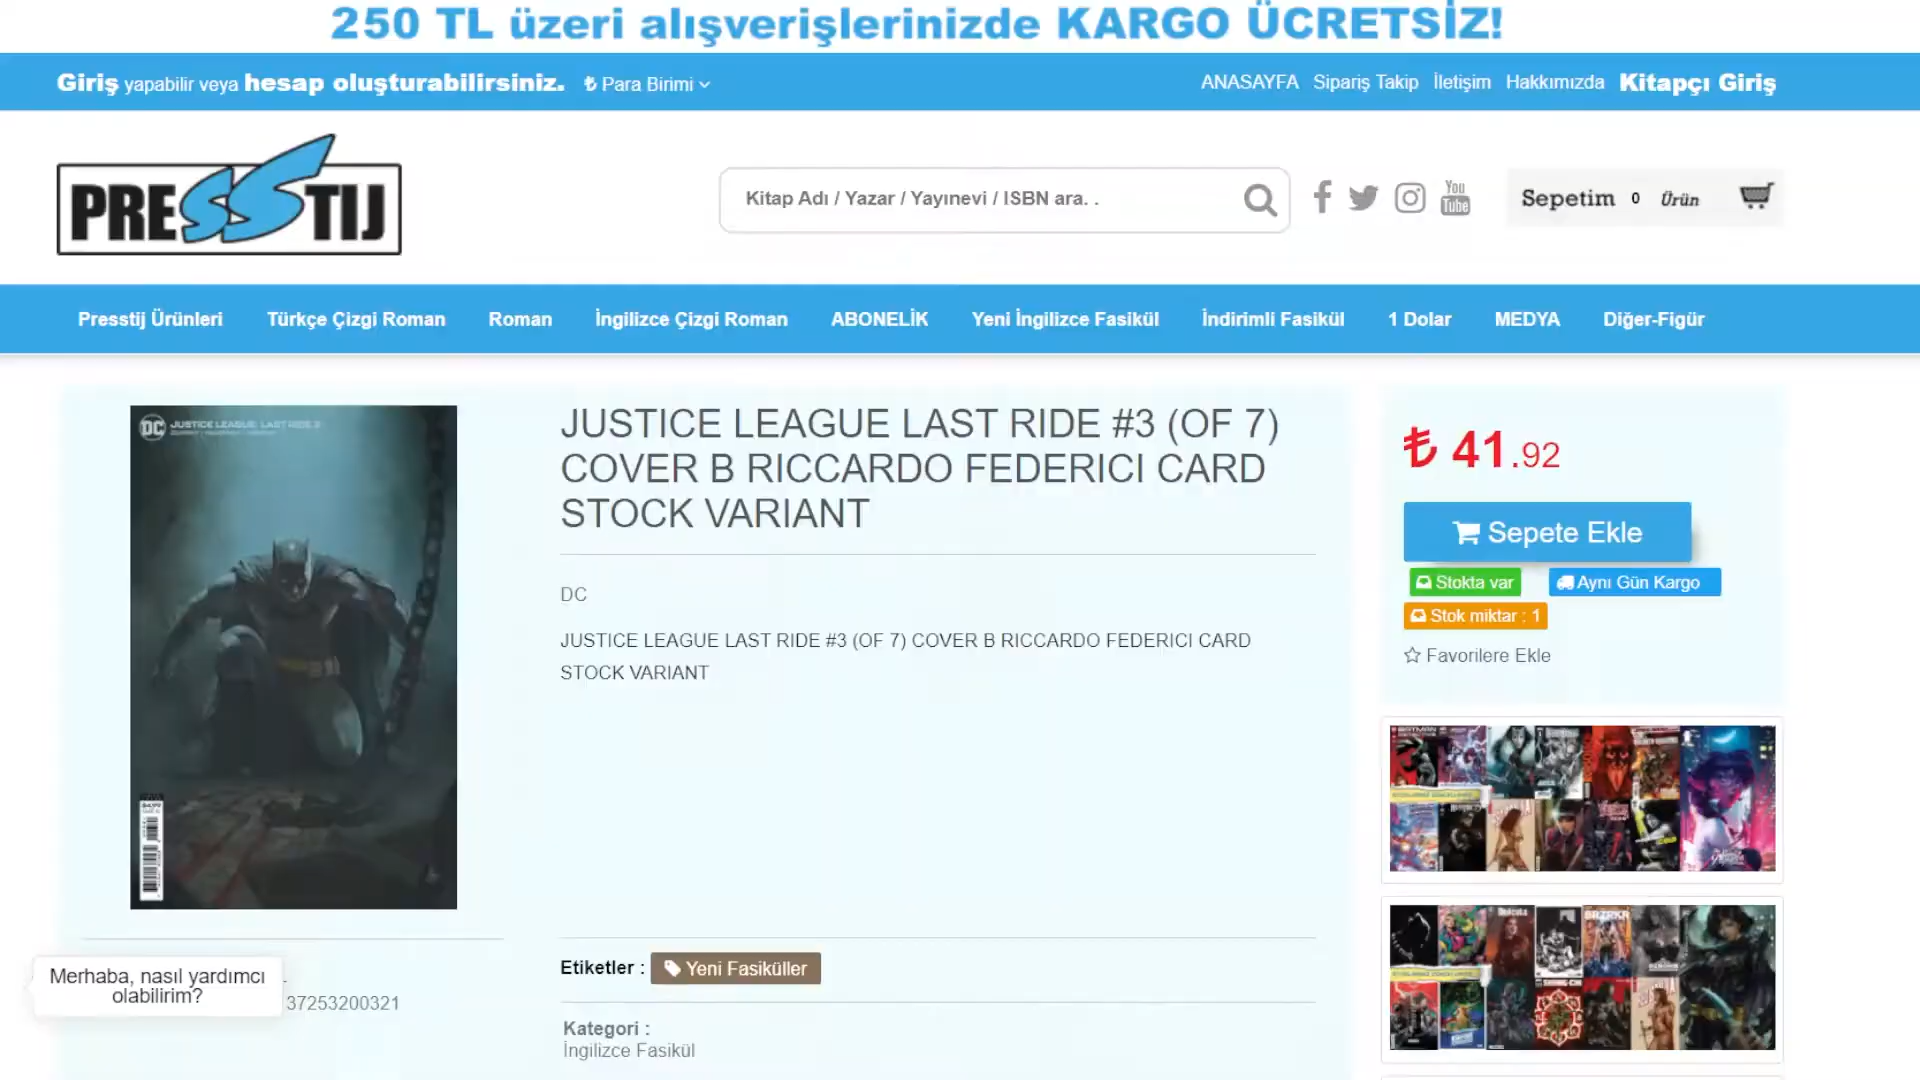 250 TL üzeri alışverişlerinizde KARGO ÜCRETSİZ!
Giriş yapabilir veya hesap oluşturabilirsiniz. ₺ Para Birimi
ANASAYFA Sipariş Takip İletişim Hakkımızda Kitapçı Giriş
PRESSTIJ
Kitap Adı / Yazar / Yayınevi / ISBN ara. .
You
Tube
Sepetim 0 Ürün
Presstij Ürünleri Türkçe Çizgi Roman Roman İngilizce Çizgi Roman ABONELİK Yeni İngilizce Fasikül İndirimli Fasikül 1 Dolar MEDYA Diğer-Figür
DC JUSTICE LEAGUE: LAST RIDE
JUSTICE LEAGUE LAST RIDE #3 (OF 7)
COVER B RICCARDO FEDERICI CARD
STOCK VARIANT
DC
JUSTICE LEAGUE LAST RIDE #3 (OF 7) COVER B RICCARDO FEDERICI CARD
STOCK VARIANT
₺ 41.92
Sepete Ekle
Stokta var Aynı Gün Kargo
Stok miktar : 1
Favorilere Ekle
Etiketler : Yeni Fasiküller
Kategori :
İngilizce Fasikül
Merhaba, nasıl yardımcı
olabilirim?
37253200321